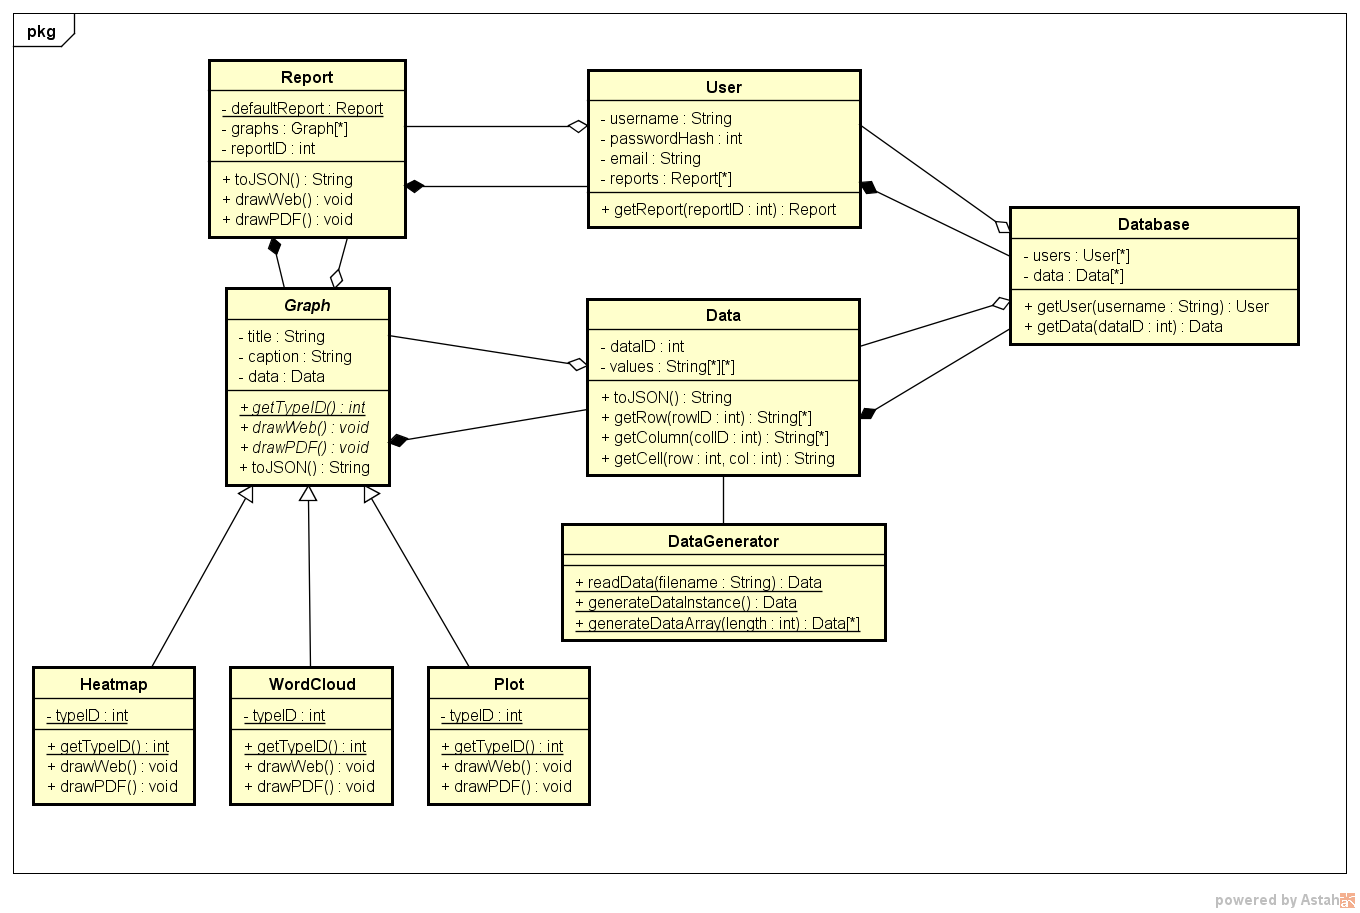 pkg
Report
- defaultReport : Report
- graphs : Graph[*]
- reportID : int
+ toJSON() : String
+ drawWeb() : void
+ drawPDF() : void
User
- username : String
- passwordHash : int
- email : String
- reports : Report[*]
+ getReport(reportID : int) : Report
Database
- users : User[*]
- data : Data[*]
+ getUser(username : String) : User
+ getData(dataID : int) : Data
Graph
- title : String
- caption : String
- data : Data
+ getTypeID() : int
+ drawWeb() : void
+ drawPDF() : void
+ toJSON() : String
Data
- dataID : int
- values : String[*][*]
+ toJSON() : String
+ getRow(rowID : int) : String[*]
+ getColumn(colID : int) : String[*]
+ getCell(row : int, col : int) : String
DataGenerator
+ readData(filename : String) : Data
+ generateDataInstance() : Data
+ generateDataArray(length : int) : Data[*]
Heatmap
- typeID : int
+ getTypeID() : int
+ drawWeb() : void
+ drawPDF() : void
WordCloud
- typeID : int
+ getTypeID() : int
+ drawWeb() : void
+ drawPDF() : void
Plot
- typeID : int
+ getTypeID() : int
+ drawWeb() : void
+ drawPDF() : void
powered by Astah